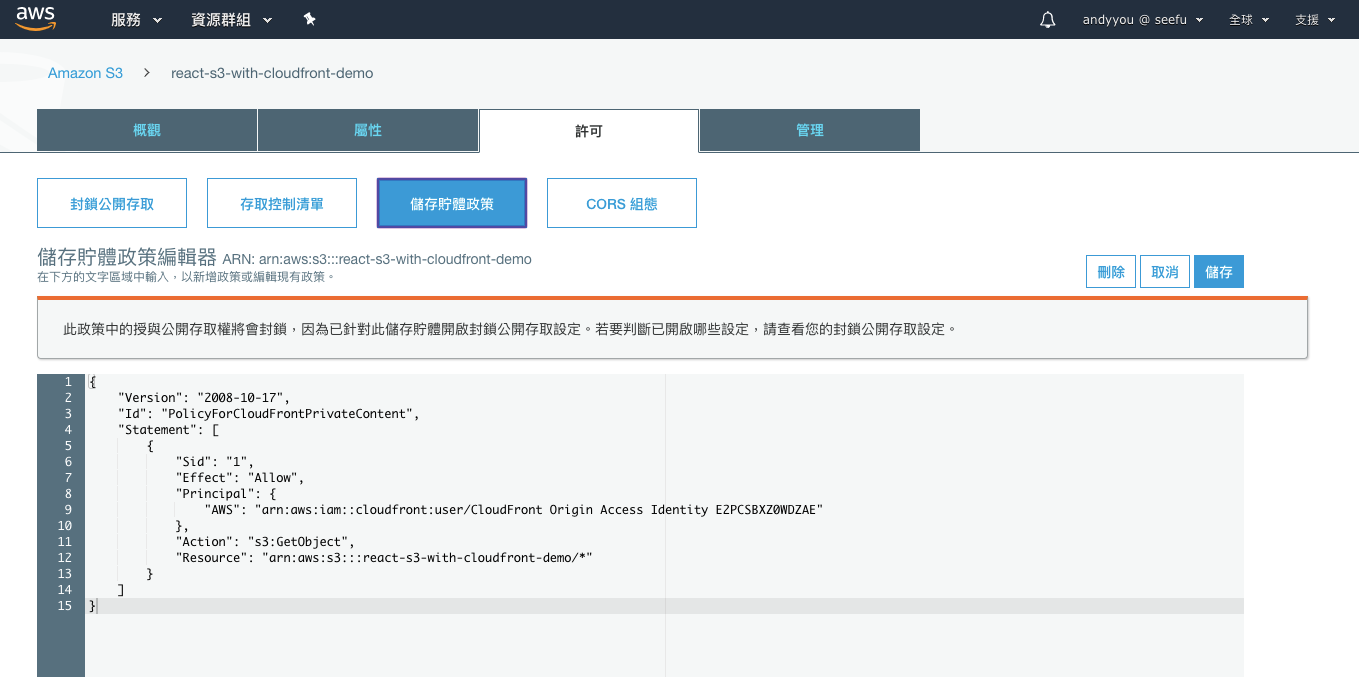 aws 服務 資源群組 andyyou @ seefu 全球 支援
Amazon S3 > react-s3-with-cloudfront-demo
概觀 屬性 許可 管理
封鎖公開存取 存取控制清單 儲存貯體政策 CORS 組態
儲存貯體政策編輯器 ARN: arn:aws:s3:::react-s3-with-cloudfront-demo
在下方的文字區域中輸入，以新增政策或編輯現有政策。
刪除 取消 儲存
此政策中的授與公開存取權將會封鎖，因為已針對此儲存貯體開啟封鎖公開存取設定。若要判斷已開啟哪些設定，請查看您的封鎖公開存取設定。
1 {
2 "Version": "2008-10-17",
3 "Id": "PolicyForCloudFrontPrivateContent",
4 "Statement": [
5 {
6 "Sid": "1",
7 "Effect": "Allow",
8 "Principal": {
9 "AWS": "arn:aws:iam::cloudfront:user/CloudFront Origin Access Identity E2PCSBXZ0WDZAE"
10 },
11 "Action": "s3:GetObject",
12 "Resource": "arn:aws:s3:::react-s3-with-cloudfront-demo/*"
13 }
14 ]
15 }